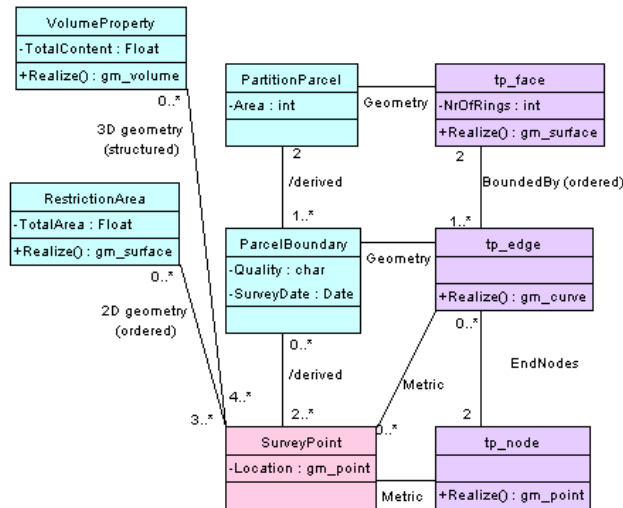 VolumeProperty
-TotalContent : Float
+Realize() : gm_volume
0..*
3D geometry
(structured)
RestrictionArea
-TotalArea : Float
+Realize() : gm_surface
0..*
2D geometry
(ordered)
4..*
3..*
PartitionParcel
-Area : int
2
/derived
1..*
Geometry
tp_face
-NrOfRings : int
+Realize() : gm_surface
2
BoundedBy (ordered)
1..*
ParcelBoundary
-Quality : char
-SurveyDate : Date
0..*
/derived
2..*
Geometry
tp_edge
+Realize() : gm_curve
0..*
EndNodes
2
Metric
0..*
SurveyPoint
-Location : gm_point
Metric
tp_node
+Realize() : gm_point